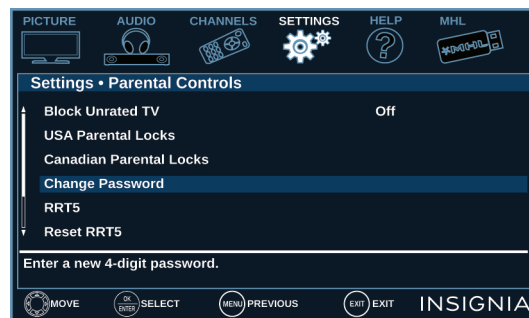 PICTURE AUDIO CHANNELS SETTINGS HELP MHL
MHL
Settings • Parental Controls
Block Unrated TV Off
USA Parental Locks
Canadian Parental Locks
Change Password
RRT5
Reset RRT5
Enter a new 4-digit password.
MOVE OK ENTER SELECT MENU PREVIOUS EXIT EXIT INSIGNIA